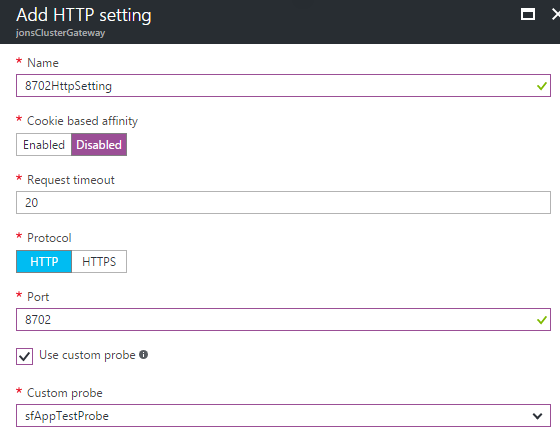 Add HTTP setting
jonsClusterGateway
* Name
8702HttpSetting
* Cookie based affinity
Enabled Disabled
* Request timeout
20
* Protocol
HTTP HTTPS
* Port
8702
Use custom probe
* Custom probe
sfAppTestProbe